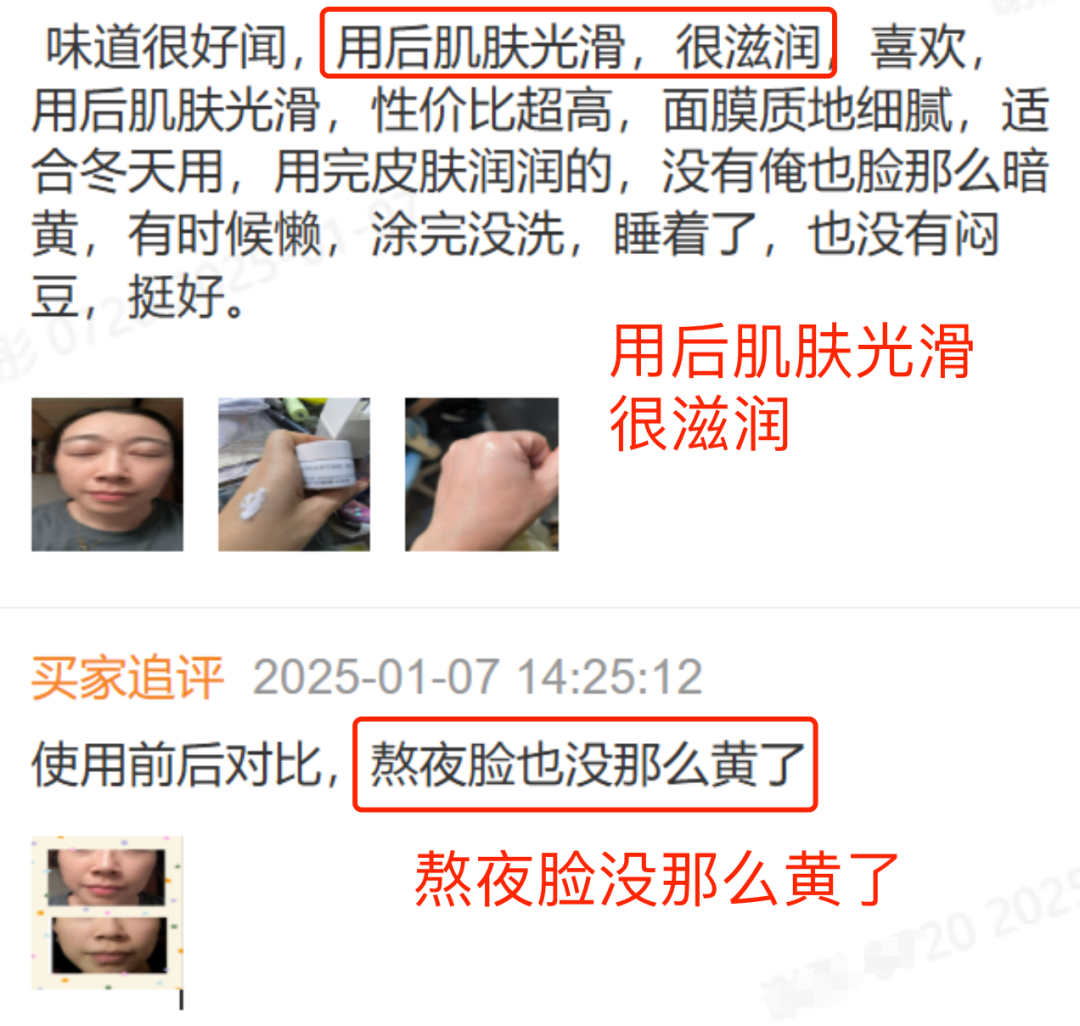 味道很好闻，用后肌肤光滑，很滋润，喜欢，
用后肌肤光滑，性价比超高，面膜质地细腻，适
合冬天用，用完皮肤润润的，没有俺也脸那么暗
黄，有时候懒，涂完没洗，睡着了，也没有闷
豆，挺好。
用后肌肤光滑
很滋润
买家追评 2025-01-07 14:25:12
使用前后对比，熬夜脸也没那么黄了
熬夜脸没那么黄了